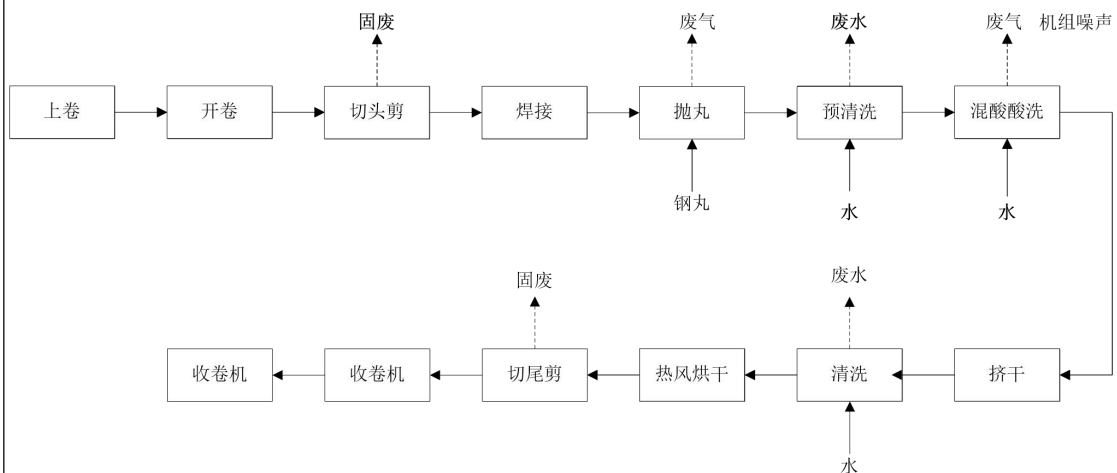 固废 废气 废水 废气 机组噪声
上卷 开卷 切头剪 焊接 抛丸 预清洗 混酸酸洗
钢丸 水 水
固废 废水
收卷机 收卷机 切尾剪 热风烘干 清洗 挤干
水